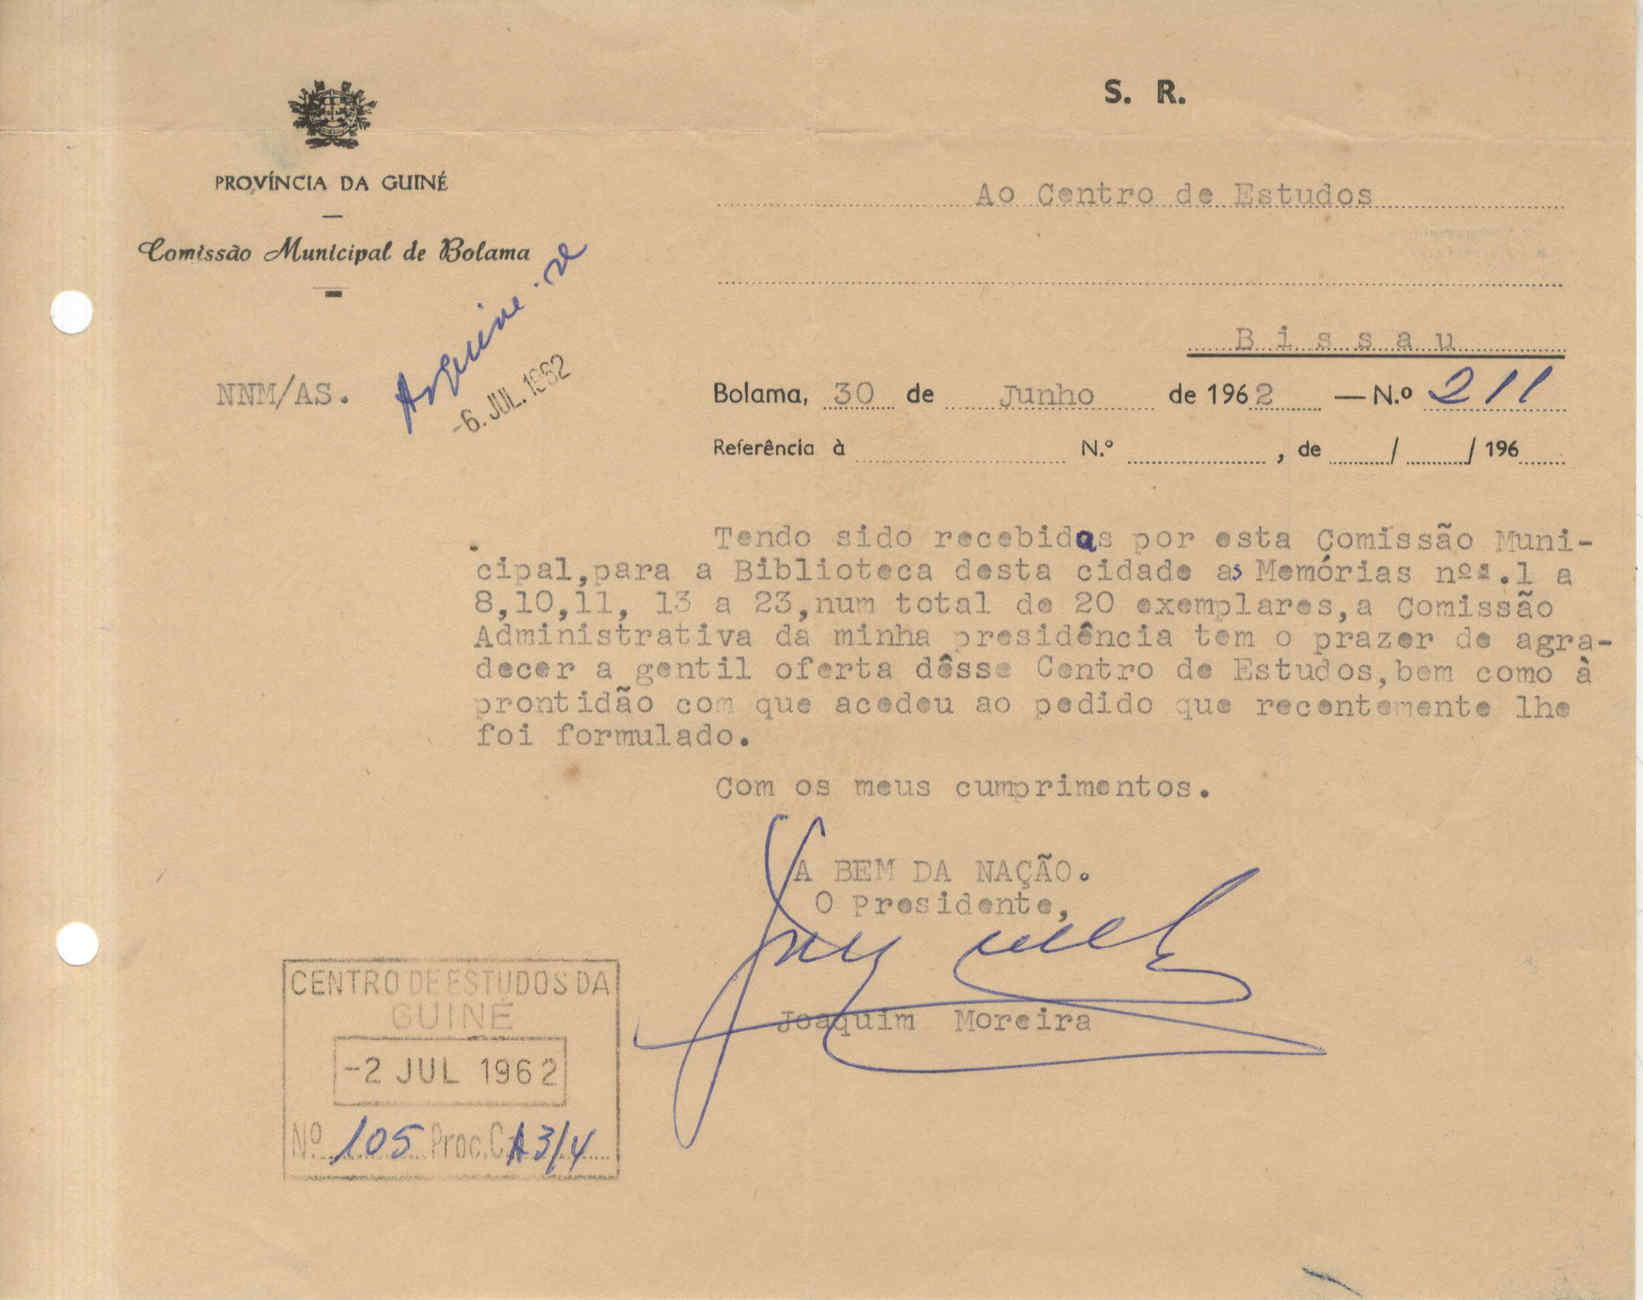 S. R.
PROVÍNCIA DA GUINÉ
Comissão Municipal de Bolama
Ao Centro de Estudos
Bissau
Arquive-se
-6. JUL. 1962
NNM/AS.
Bolama, 30 de Junho de 1962 — N.º 211
Referência à N.º , de / / 196
Tendo sido recebidas por esta Comissão Muni-
cipal,para a Biblioteca desta cidade as Memórias nºs.1 a
8,10,11, 13 a 23,num total de 20 exemplares,a Comissão
Administrativa da minha presidência tem o prazer de agra-
decer a gentil oferta dêsse Centro de Estudos,bem como à
prontidão com que acedeu ao pedido que recentemente lhe
foi formulado.
Com os meus cumprimentos.
A BEM DA NAÇÃO.
O Presidente,
Joaquim Moreira
CENTRO DE ESTUDOS DA
GUINÉ
-2 JUL 1962
Nº 105 Proc. C A3/4